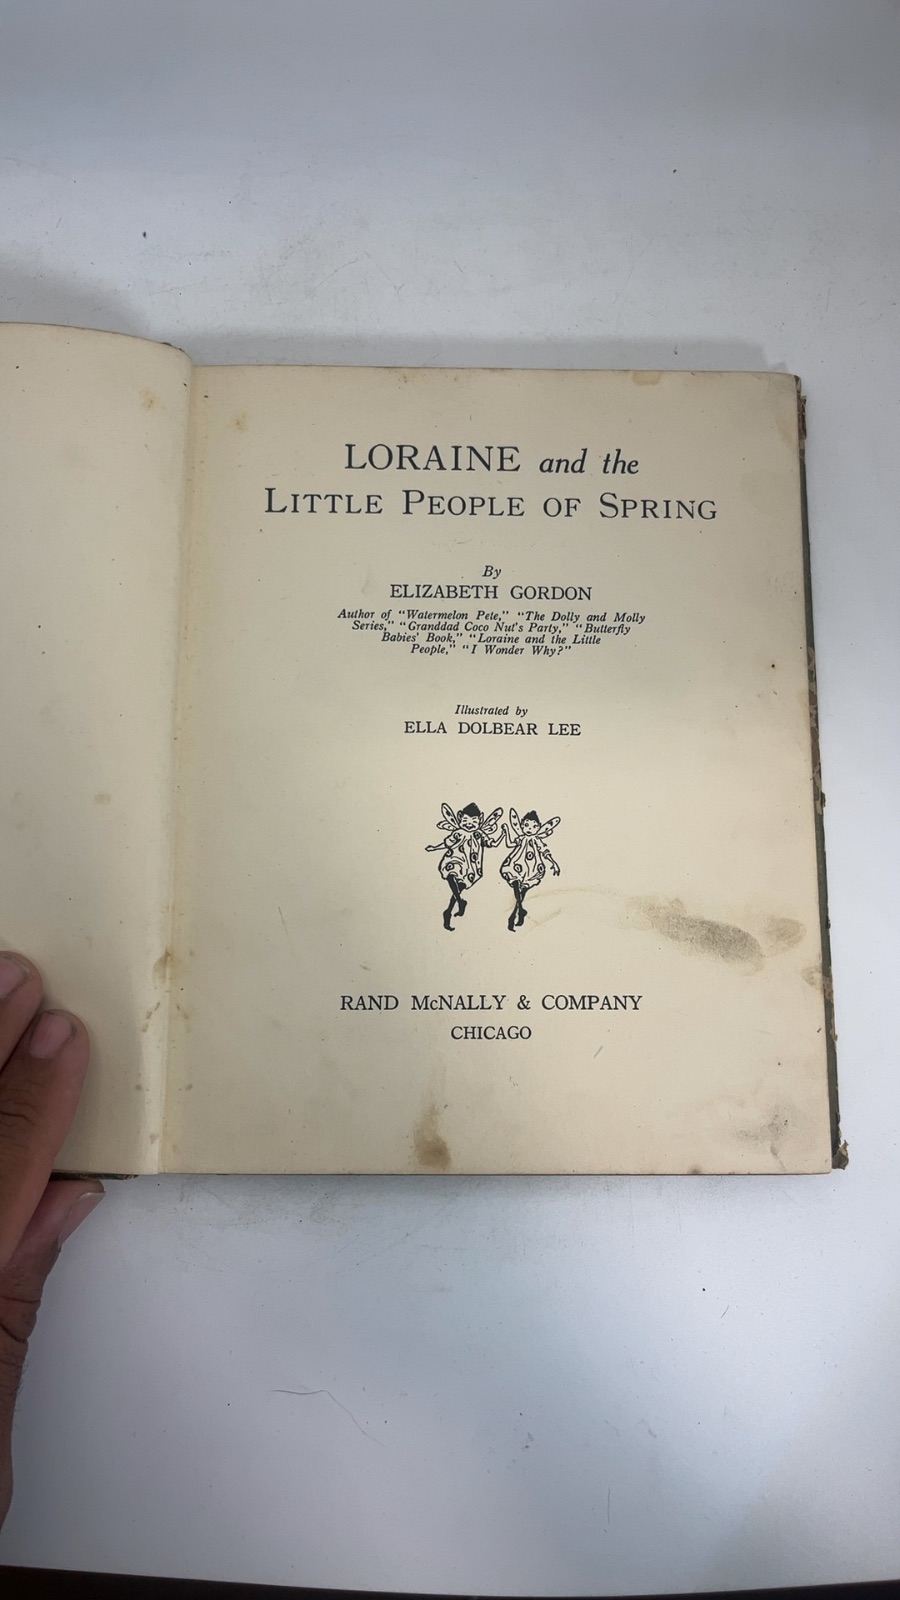 LORAINE and the
LITTLE PEOPLE OF SPRING
By
ELIZABETH GORDON
Author of "Watermelon Pete," "The Dolly and Molly
Series," "Granddad Coco Nut's Party," "Butterfly
Babies' Book," "Loraine and the Little
People," "I Wonder Why?"
Illustrated by
ELLA DOLBEAR LEE
RAND McNALLY & COMPANY
CHICAGO